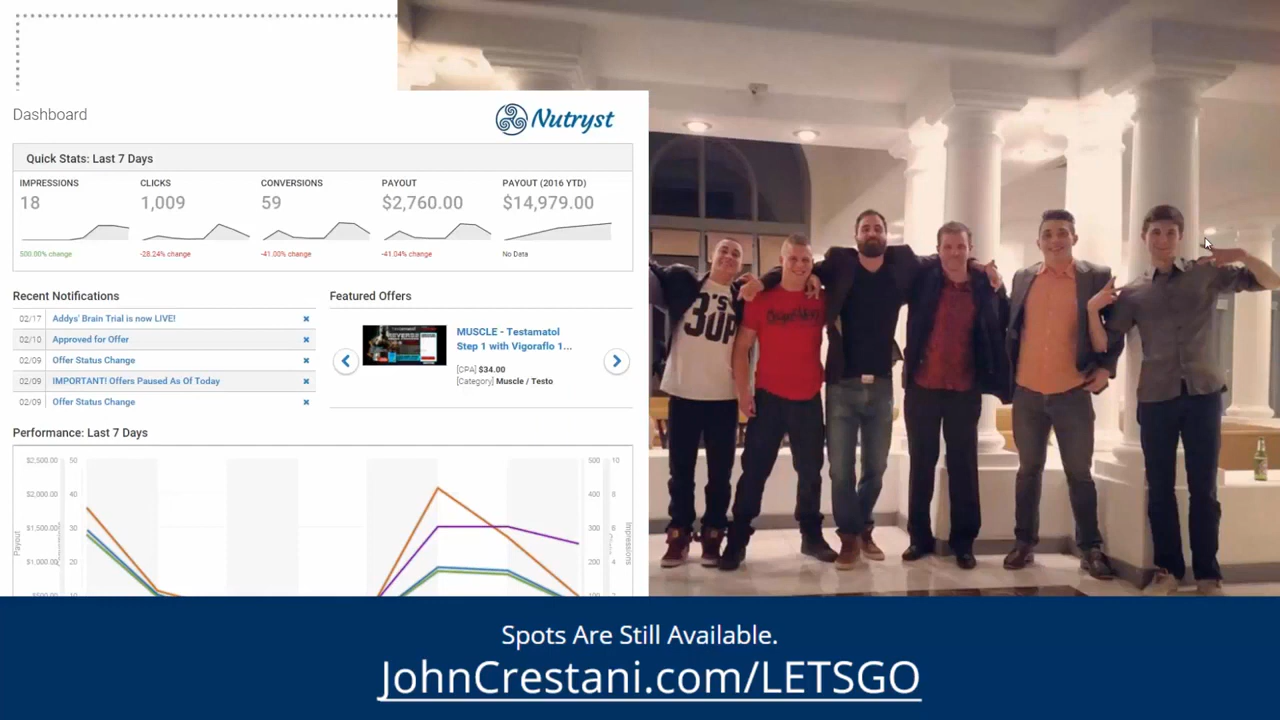 Dashboard
Nutryst
Quick Stats: Last 7 Days
IMPRESSIONS CLICKS CONVERSIONS PAYOUT PAYOUT (2016 YTD)
18 1,009 59 $2,760.00 $14,979.00
500.00% change -28.24% change -41.00% change -41.04% change No Data
Recent Notifications
02/17 Addys' Brain Trial is now LIVE!
02/10 Approved for Offer
02/09 Offer Status Change
02/09 IMPORTANT! Offers Paused As Of Today
02/09 Offer Status Change
Featured Offers
MUSCLE - Testamatol
Step 1 with Vigoraflo 1...
[CPA] $34.00
[Category] Muscle / Testo
Performance: Last 7 Days
$2,500.00 50 500 10
$2,000.00 40 400 8
$1,500.00 30 300 6
$1,000.00 20 200 4
Payout
Impressions
3's
3UP
Spots Are Still Available.
JohnCrestani.com/LETSGO